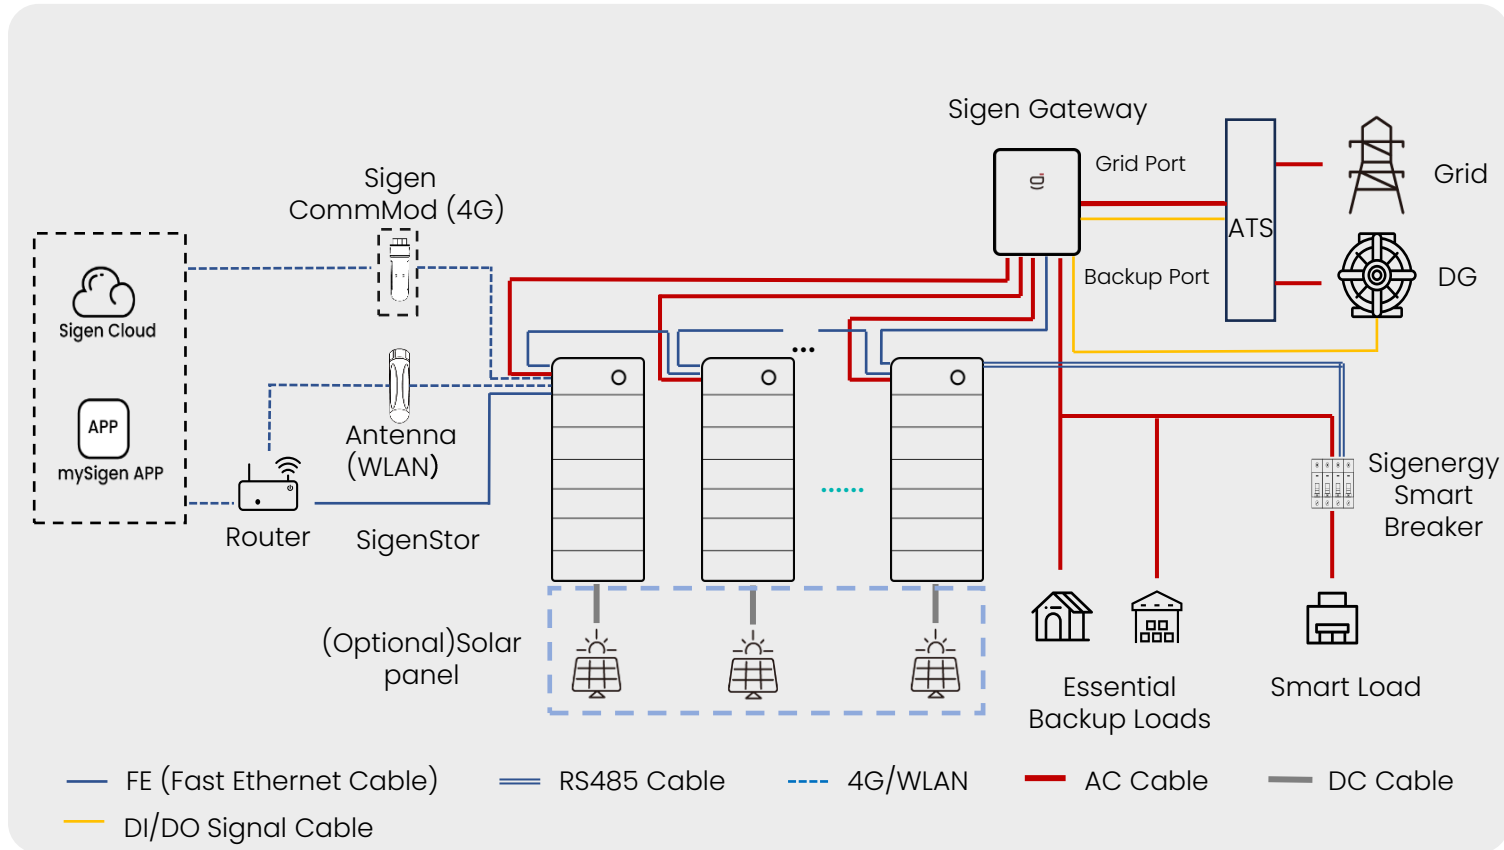 Sigen Gateway
Grid Port
Grid
ATS
Backup Port
DG
Sigen
CommMod (4G)
Sigen Cloud
APP
mySigen APP
Antenna
(WLAN)
Router
SigenStor
...
......
Sigenergy
Smart
Breaker
(Optional)Solar
panel
Essential
Backup Loads
Smart Load
FE (Fast Ethernet Cable)
RS485 Cable
4G/WLAN
AC Cable
DC Cable
DI/DO Signal Cable